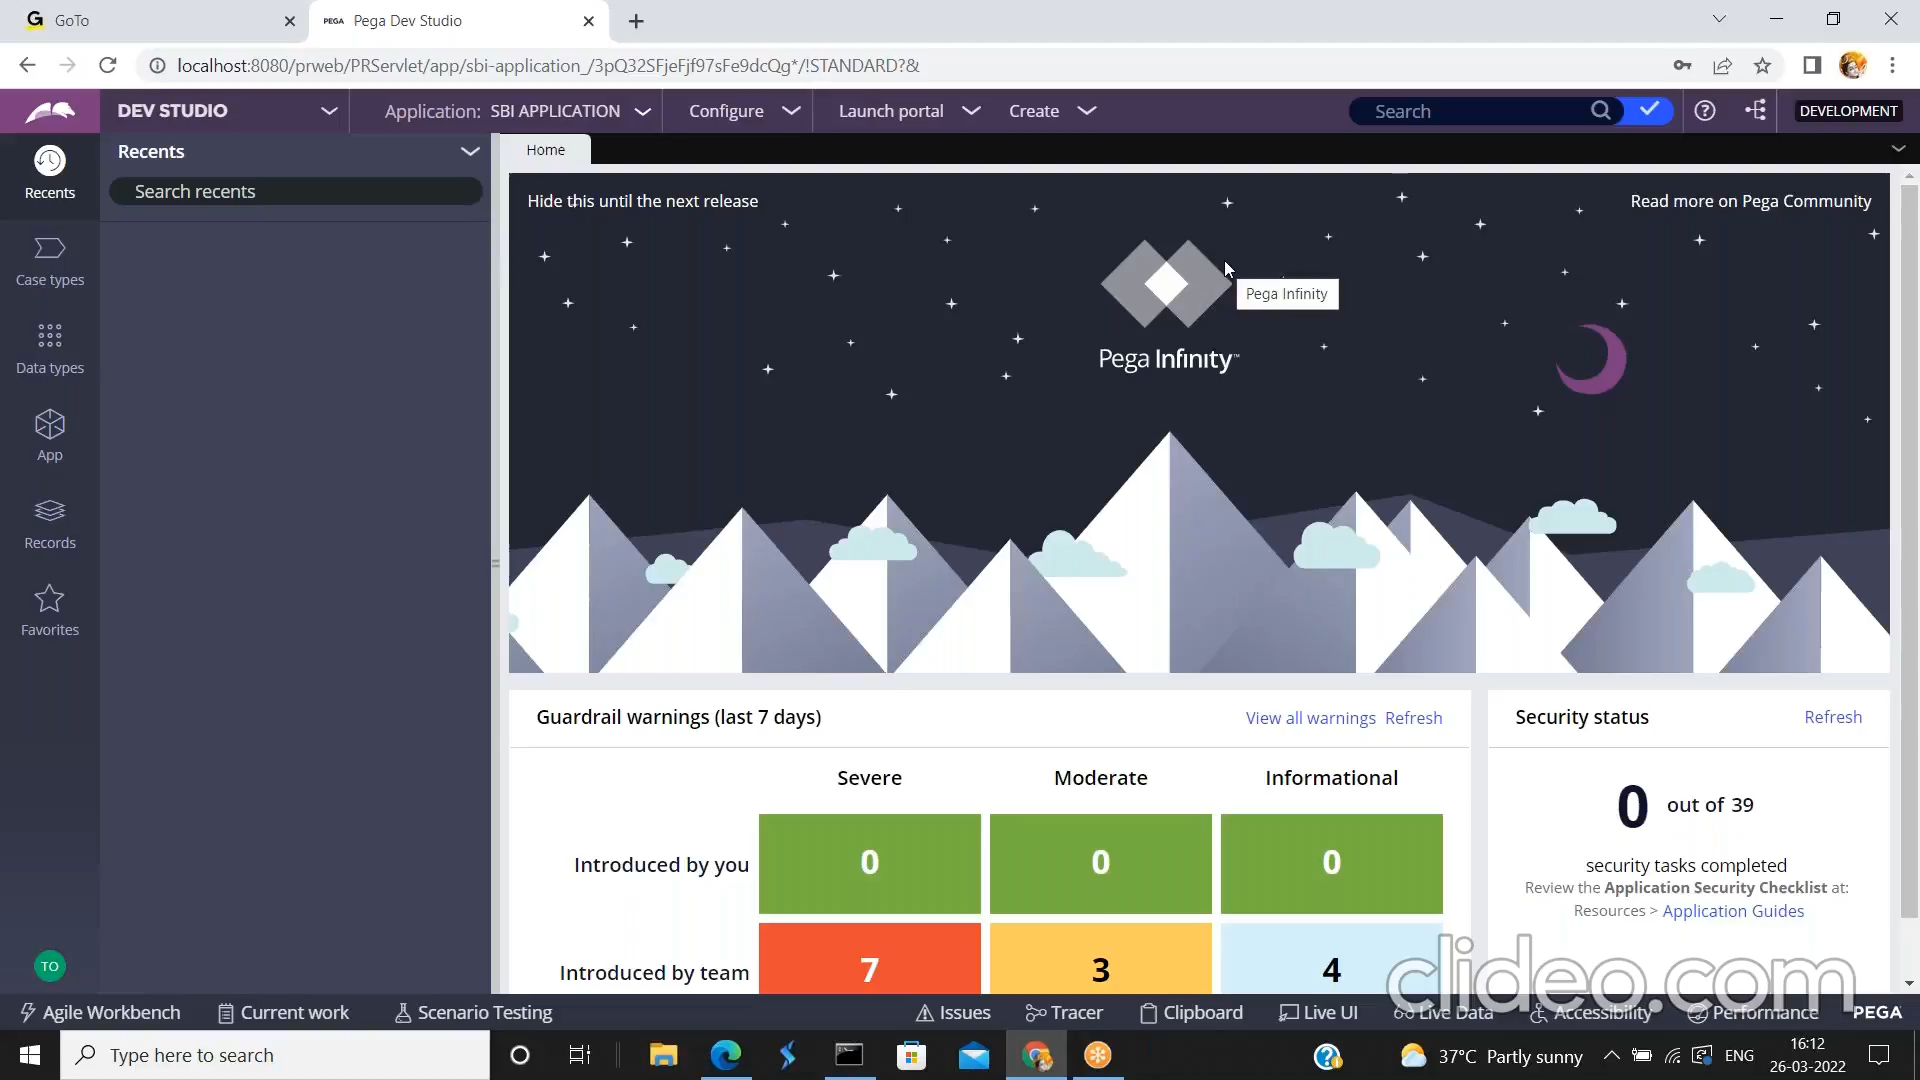 GoTo
PEGA Pega Dev Studio
localhost:8080/prweb/PRServlet/app/sbi-application_/3pQ32SFjeFjf97sFe9dcQg*/!STANDARD?&
DEV STUDIO
Application: SBI APPLICATION
Configure
Launch portal
Create
Search
DEVELOPMENT
Recents
Recents
Search recents
Case types
Data types
App
Records
Favorites
TO
Home
Hide this until the next release
Read more on Pega Community
Pega Infinity
Pega Infinity™
Guardrail warnings (last 7 days)
View all warnings Refresh
Severe Moderate Informational
Introduced by you 0 0 0
Introduced by team 7 3 4
Security status
Refresh
0 out of 39
security tasks completed
Review the Application Security Checklist at:
Resources > Application Guides
clideo.com
Agile Workbench
Current work
Scenario Testing
Issues
Tracer
Clipboard
Live UI
Live Data
Accessibility
Performance
PEGA
Type here to search
37°C Partly sunny
ENG
16:12
26-03-2022